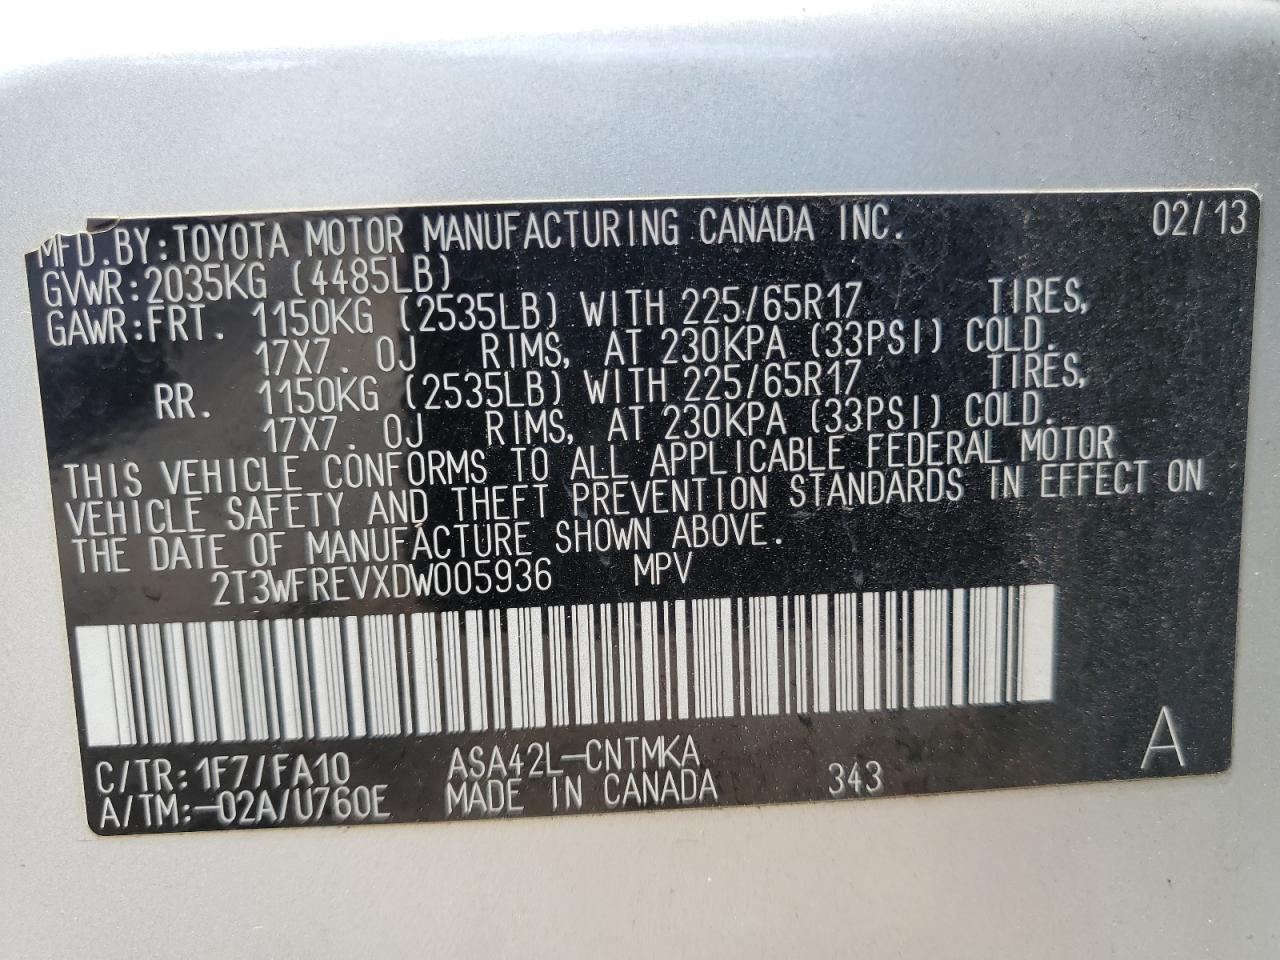 MFD.BY:TOYOTA MOTOR MANUFACTURING CANADA INC. 02/13
GVWR:2035KG (4485LB)
GAWR:FRT. 1150KG (2535LB) WITH 225/65R17 TIRES,
17X7.0J RIMS, AT 230KPA (33PSI) COLD.
RR. 1150KG (2535LB) WITH 225/65R17 TIRES,
17X7.0J RIMS, AT 230KPA (33PSI) COLD.
THIS VEHICLE CONFORMS TO ALL APPLICABLE FEDERAL MOTOR
VEHICLE SAFETY AND THEFT PREVENTION STANDARDS IN EFFECT ON
THE DATE OF MANUFACTURE SHOWN ABOVE.
2T3WFREVXDW005936 MPV
C/TR:1F7/FA10 ASA42L-CNTMKA A
A/TM:-02A/U760E MADE IN CANADA 343